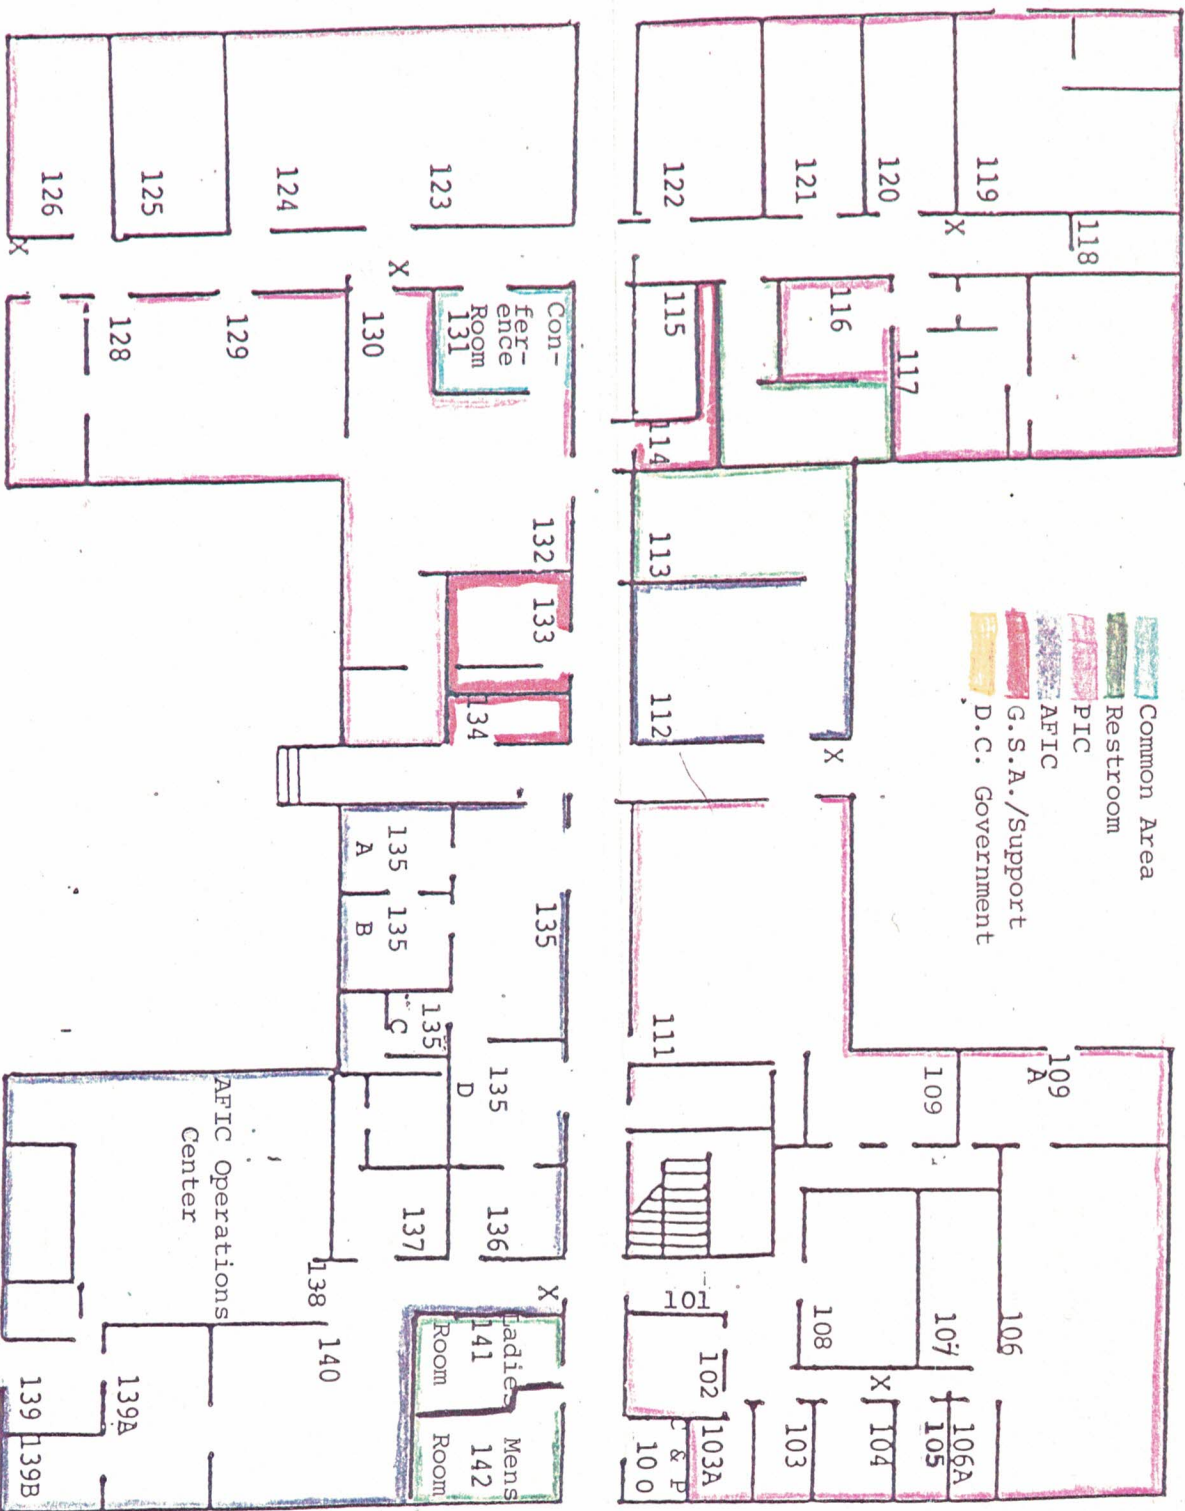 Common Area
Restroom
PIC
AFIC
G.S.A./Support
D.C. Government
126
125
124
123
122
121
120
119
118
X
X
X
128
129
130
Con-
fer-
ence
Room
131
115
116
117
114
132
133
134
113
112
X
135
A
135
B
135
C
135
135
D
136
137
138
111
109
109
A
AFIC Operations
Center
X
101
102
103A
103
104
105
106A
106
107
108
X
C & P
100
140
Ladies
141
Room
Mens
142
Room
139A
139
139B